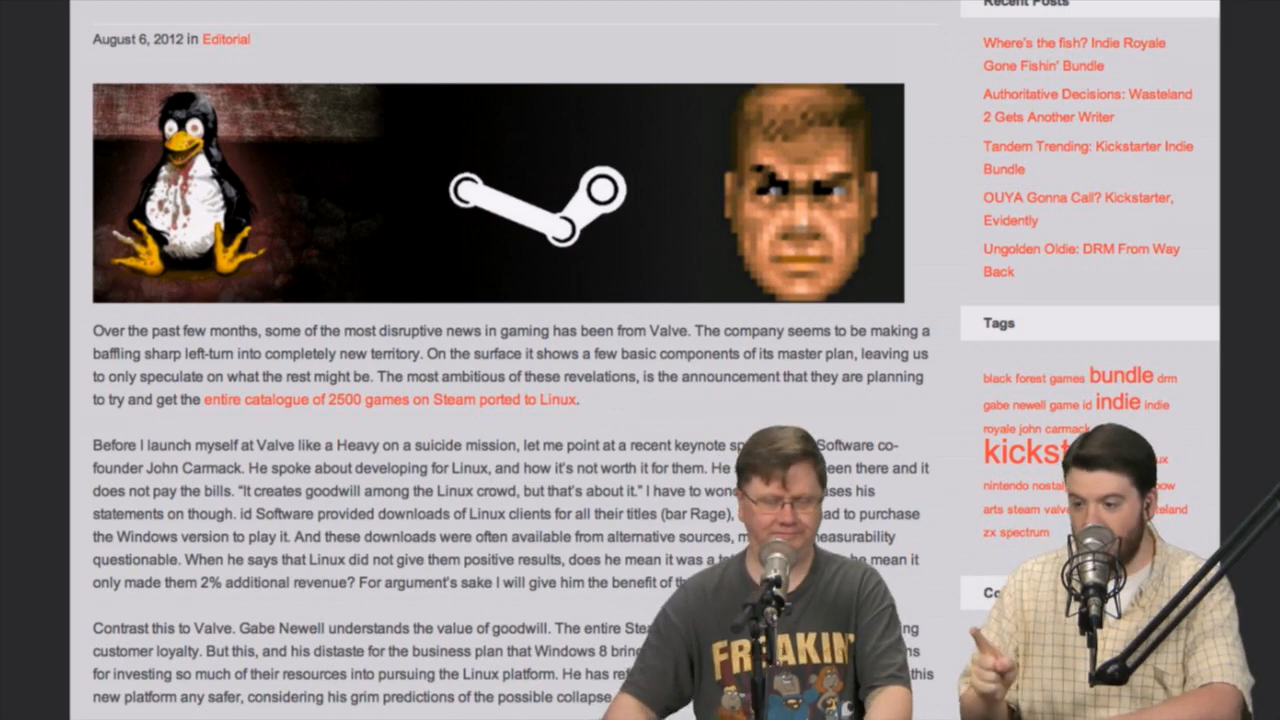 Recent Posts
August 6, 2012 in Editorial
Where's the fish? Indie Royale
Gone Fishin' Bundle
Authoritative Decisions: Wasteland
2 Gets Another Writer
Tandem Trending: Kickstarter Indie
Bundle
OUYA Gonna Call? Kickstarter,
Evidently
Ungolden Oldie: DRM From Way
Back
Tags
black forest games bundle drm
gabe newell game id indie indie
royale john carmack
kickst
nintendo nostal
arts steam valv
zx spectrum
Over the past few months, some of the most disruptive news in gaming has been from Valve. The company seems to be making a
baffling sharp left-turn into completely new territory. On the surface it shows a few basic components of its master plan, leaving us
to only speculate on what the rest might be. The most ambitious of these revelations, is the announcement that they are planning
to try and get the entire catalogue of 2500 games on Steam ported to Linux.
Before I launch myself at Valve like a Heavy on a suicide mission, let me point at a recent keynote Software co-
founder John Carmack. He spoke about developing for Linux, and how it's not worth it for them. He een there and it
does not pay the bills. "It creates goodwill among the Linux crowd, but that's about it." I have to ases his
statements on though. id Software provided downloads of Linux clients for all their titles (bar Rage), ad to purchase
the Windows version to play it. And these downloads were often available from alternative sources, easurability
questionable. When he says that Linux did not give them positive results, does he mean it was a he mean it
only made them 2% additional revenue? For argument's sake I will give him the benefit of
Contrast this to Valve. Gabe Newell understands the value of goodwill. The entire ng
customer loyalty. But this, and his distaste for the business plan that Windows 8
for investing so much of their resources into pursuing the Linux platform. He has this
new platform any safer, considering his grim predictions of the possible collapse
FREAKIN'